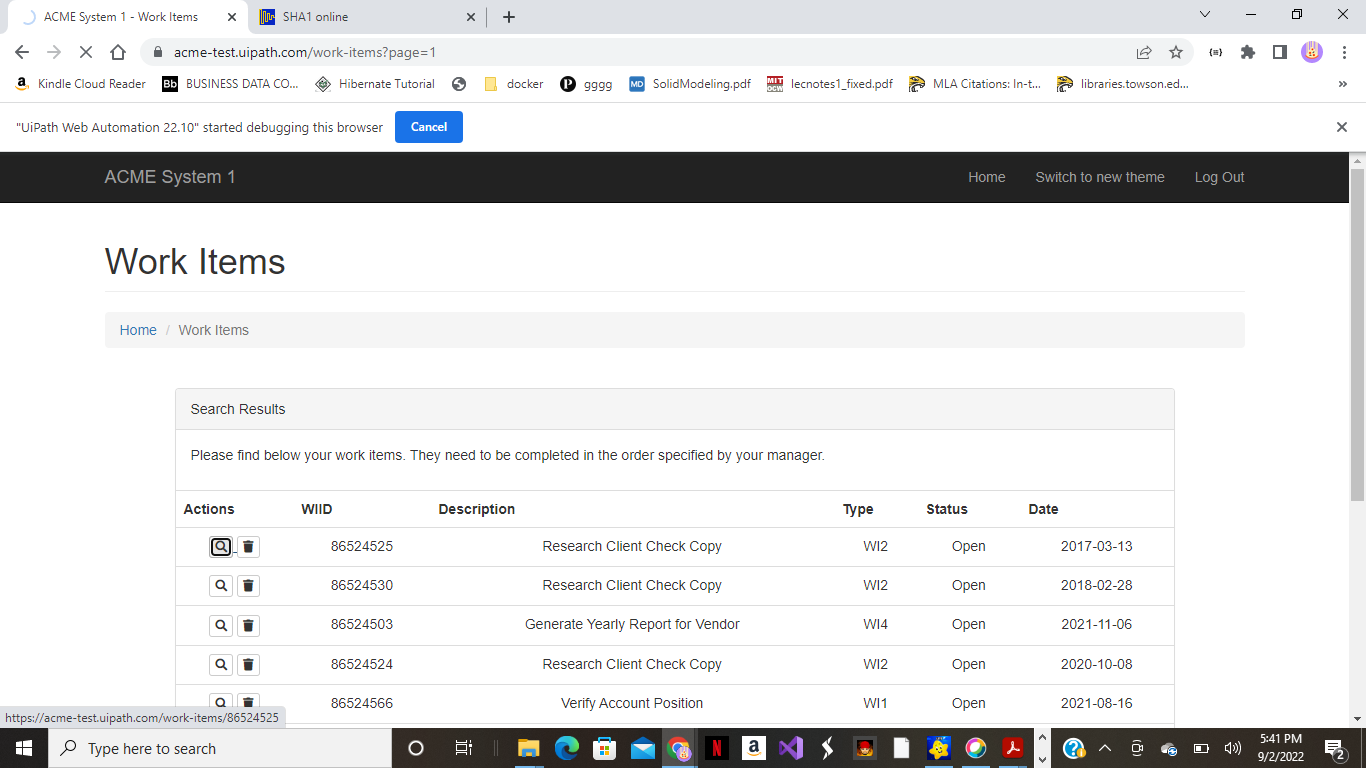 ACME System 1 - Work Items
SHA1 online
acme-test.uipath.com/work-items?page=1
Kindle Cloud Reader
Bb BUSINESS DATA CO...
Hibernate Tutorial
docker
gggg
MD SolidModeling.pdf
MIT OCW lecnotes1_fixed.pdf
MLA Citations: In-t...
libraries.towson.ed...
»
"UiPath Web Automation 22.10" started debugging this browser Cancel
ACME System 1 Home Switch to new theme Log Out
Work Items
Home / Work Items
Search Results
Please find below your work items. They need to be completed in the order specified by your manager.
Actions WIID Description Type Status Date
86524525 Research Client Check Copy WI2 Open 2017-03-13
86524530 Research Client Check Copy WI2 Open 2018-02-28
86524503 Generate Yearly Report for Vendor WI4 Open 2021-11-06
86524524 Research Client Check Copy WI2 Open 2020-10-08
86524566 Verify Account Position WI1 Open 2021-08-16
https://acme-test.uipath.com/work-items/86524525
Type here to search
5:41 PM
9/2/2022
2